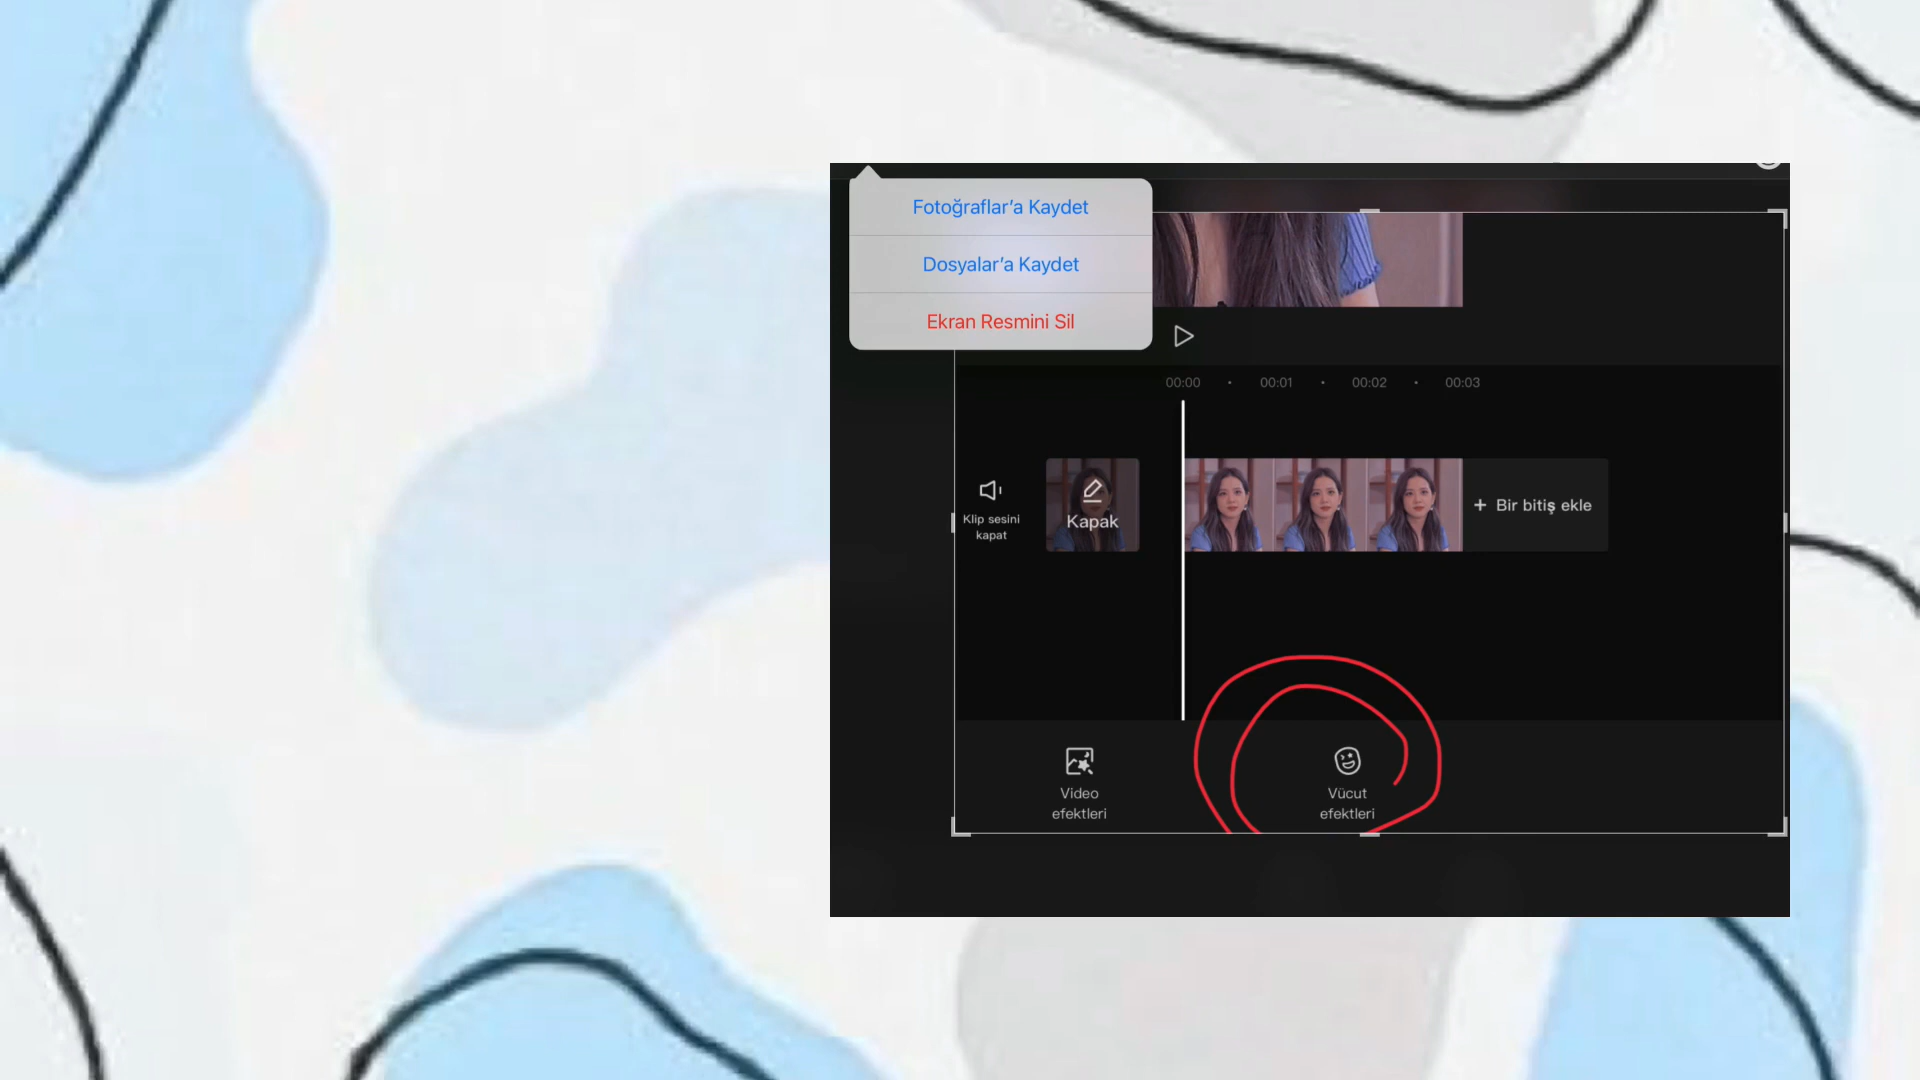 Fotoğraflar’a Kaydet
Dosyalar’a Kaydet
Ekran Resmini Sil
00:00 · 00:01 · 00:02 · 00:03
Klip sesini
kapat
Kapak
+ Bir bitiş ekle
Video
efektleri
Vücut
efektleri